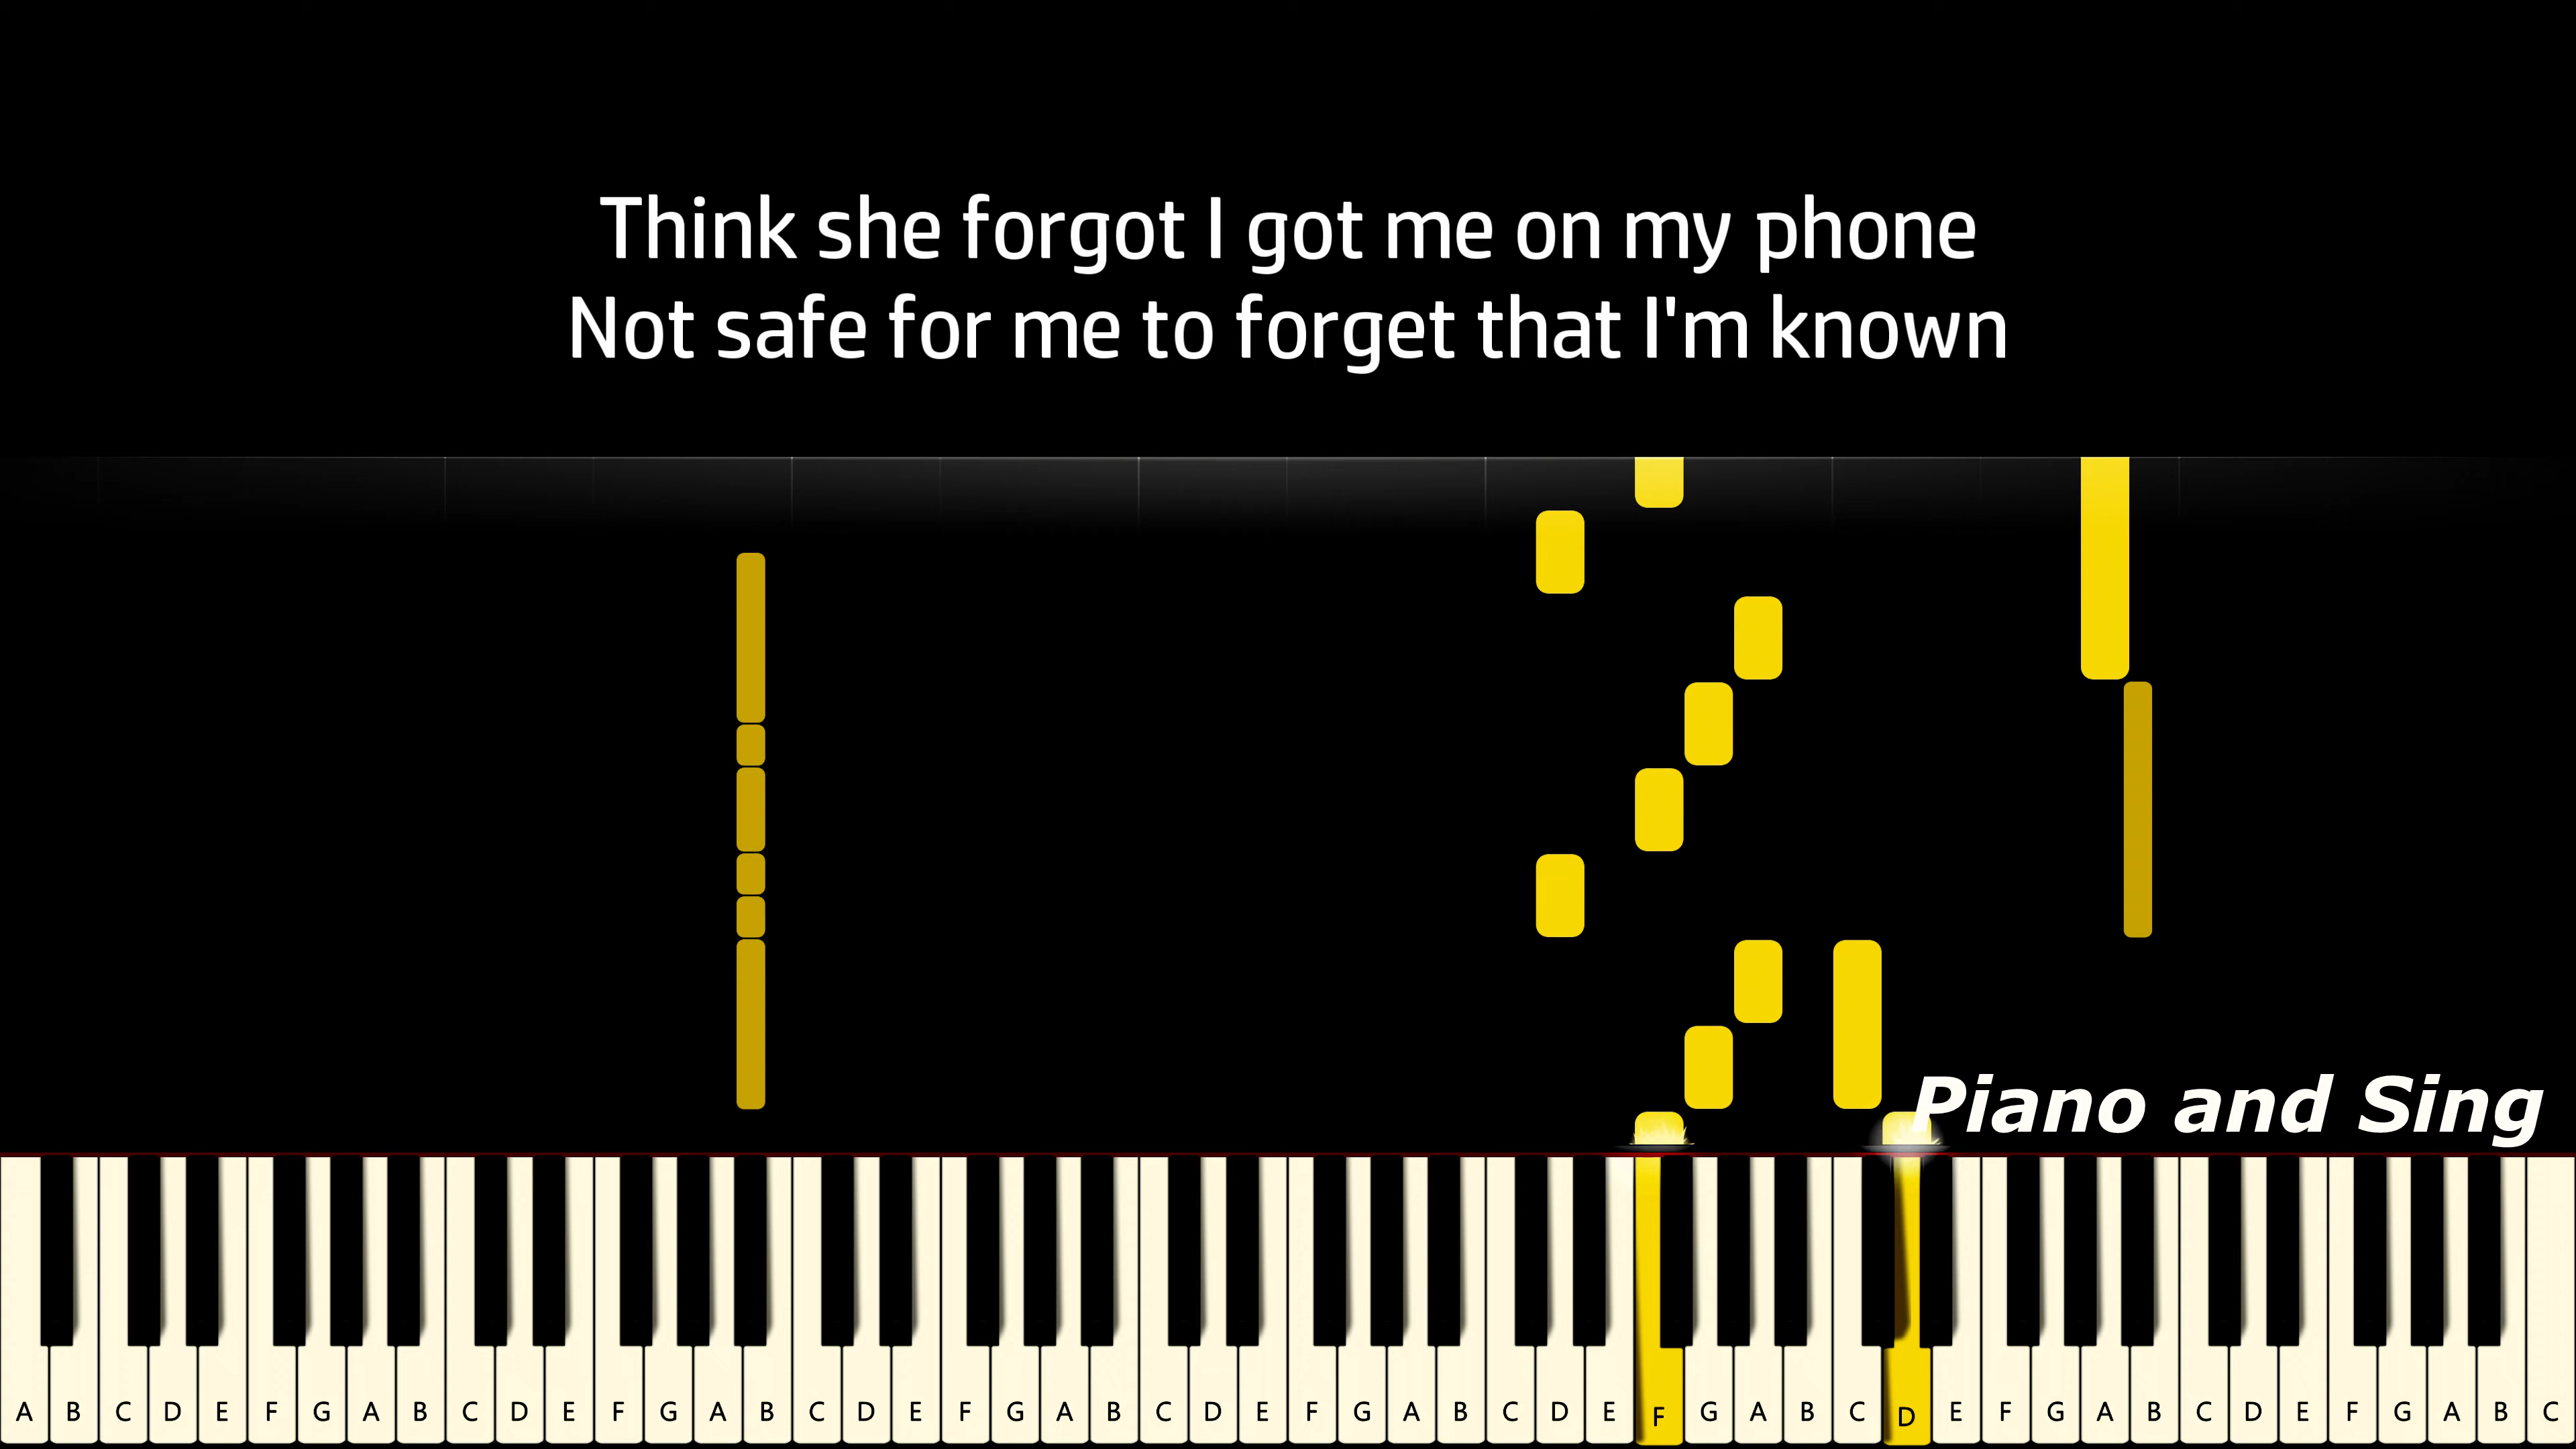 Think she forgot I got me on my phone
Not safe for me to forget that I'm known
Piano and Sing
A B C D E F G A B C D E F G A B C D E F G A B C D E F G A B C D E F G A B C D E F G A B C D E F G A B C